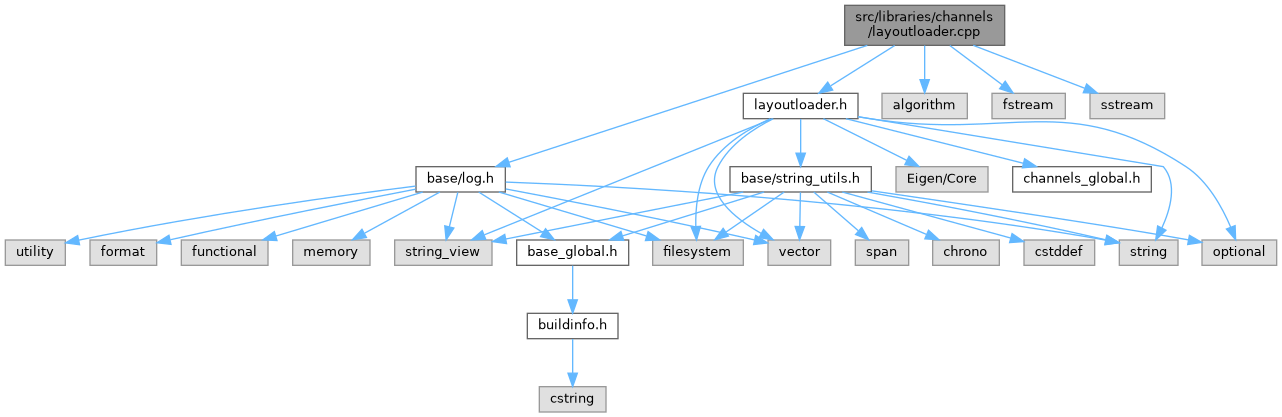 src/libraries/channels
/layoutloader.cpp
layoutloader.h
algorithm
fstream
sstream
base/log.h
base/string_utils.h
Eigen/Core
channels_global.h
utility
format
functional
memory
string_view
base_global.h
filesystem
vector
span
chrono
cstddef
string
optional
buildinfo.h
cstring